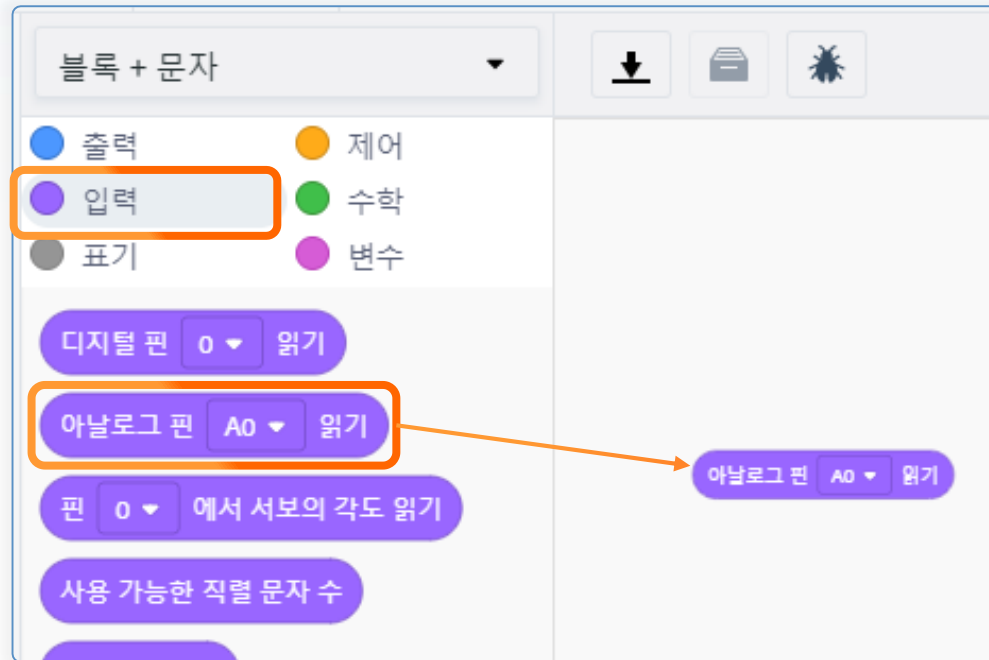 블록 + 문자
출력
제어
입력
수학
표기
변수
디지털 핀 0 읽기
아날로그 핀 A0 읽기
아날로그 핀 A0 읽기
핀 0 에서 서보의 각도 읽기
사용 가능한 직렬 문자 수